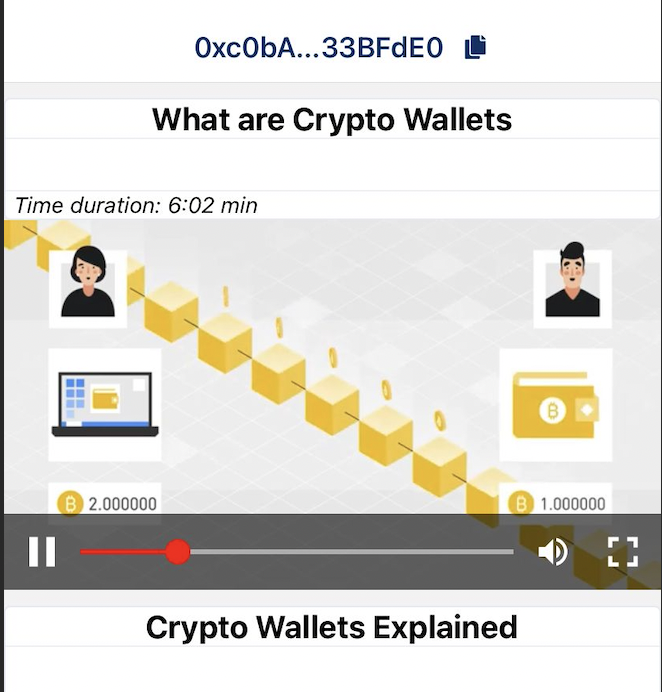 0xc0bA...33BFdE0
What are Crypto Wallets
Time duration: 6:02 min
2.000000
1.000000
Crypto Wallets Explained